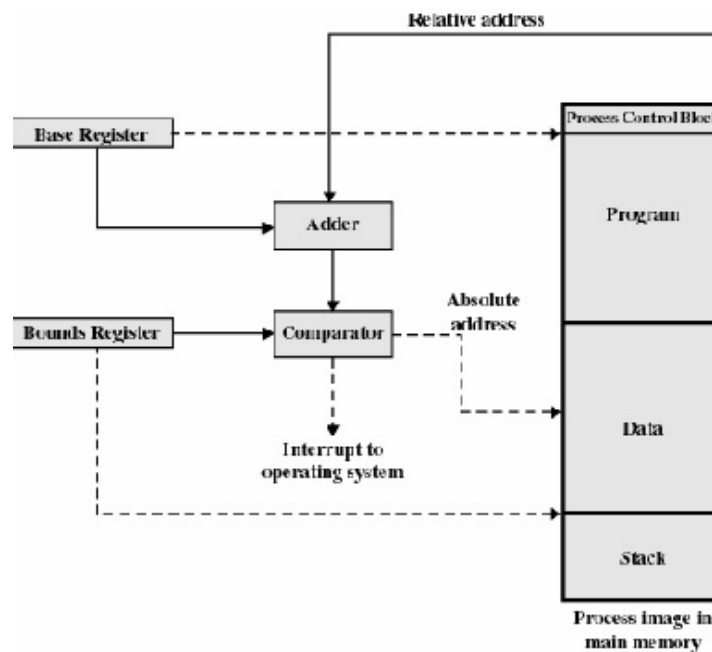 Relative address
Process Control Bloc
Base Register
Program
Adder
Absolute
address
Bounds Register
Comparator
Data
Interrupt to
operating system
Stack
Process image in
main memory